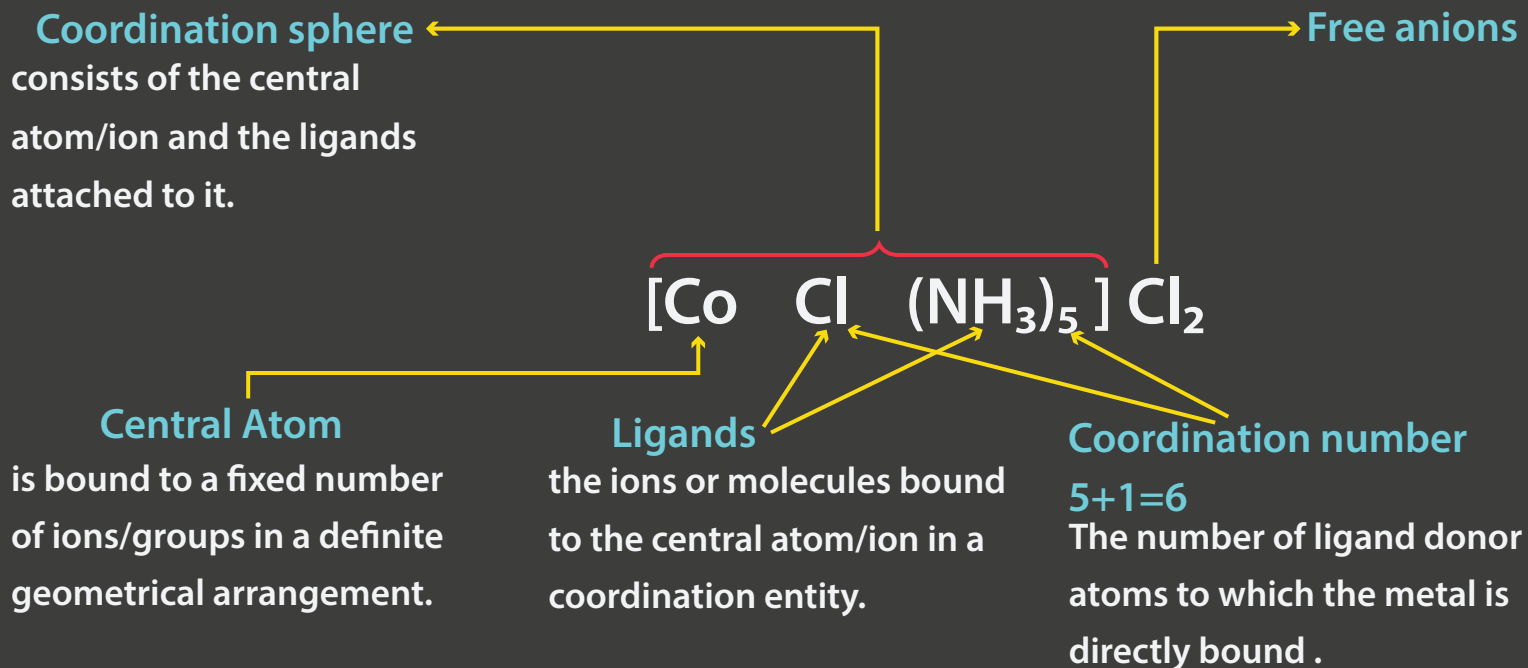 Coordination sphere
consists of the central
atom/ion and the ligands
attached to it.
Free anions
[Co Cl (NH₃)₅ ] Cl₂
Central Atom
is bound to a fixed number
of ions/groups in a definite
geometrical arrangement.
Ligands
the ions or molecules bound
to the central atom/ion in a
coordination entity.
Coordination number
5+1=6
The number of ligand donor
atoms to which the metal is
directly bound .